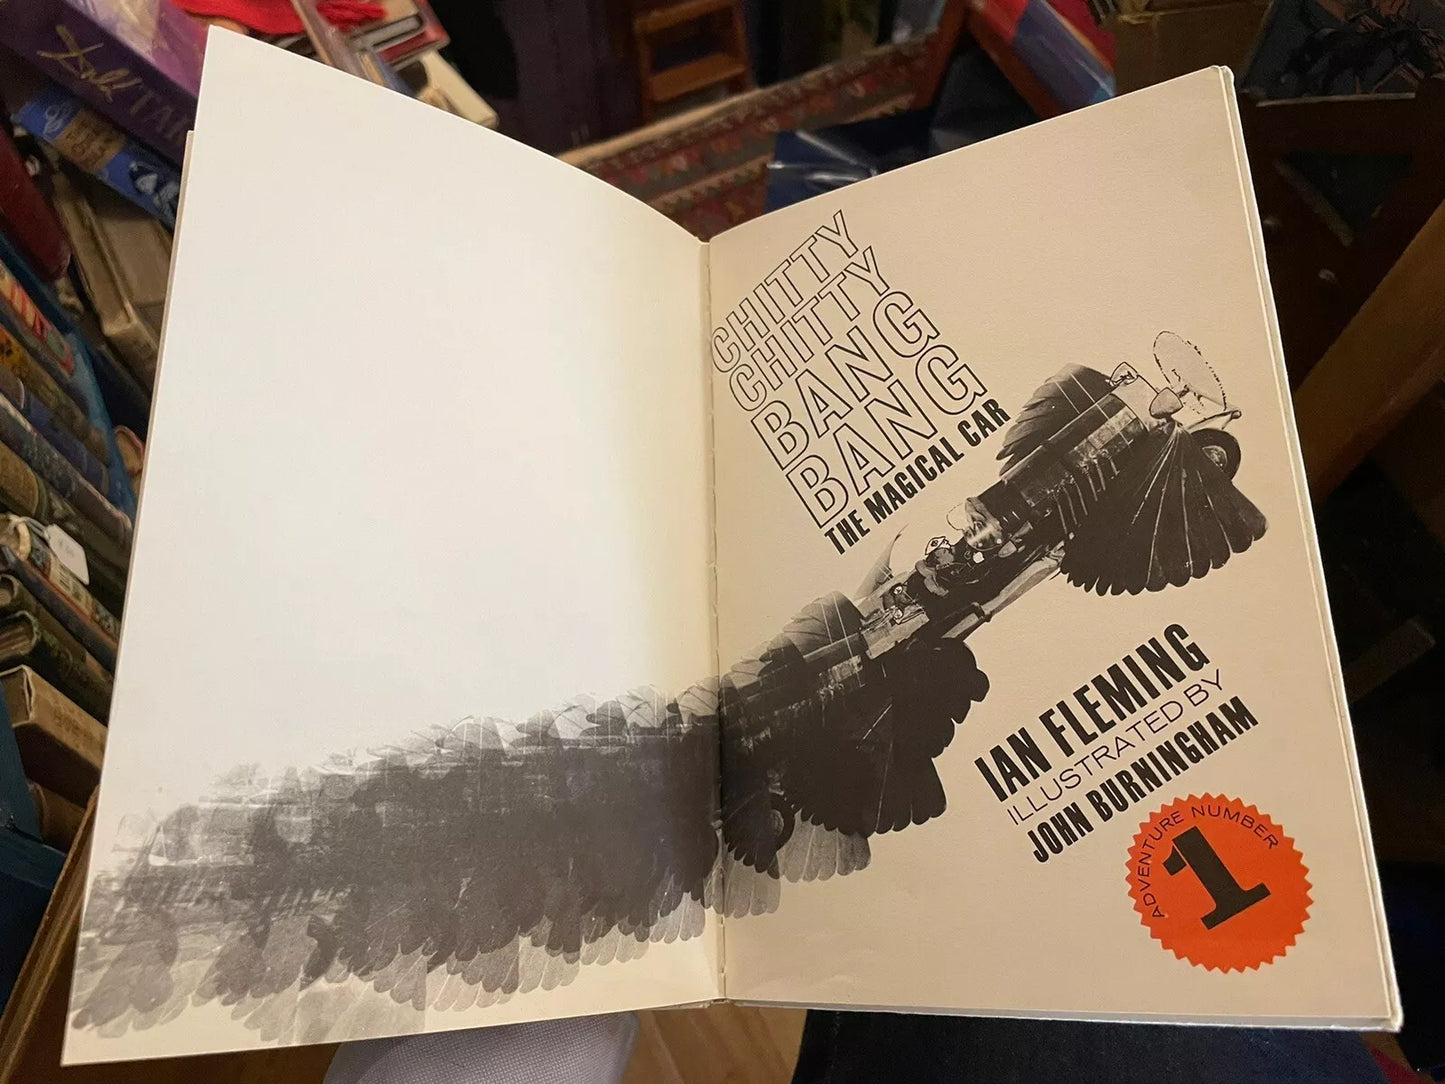 CHITTY
CHITTY
BANG
BANG
THE MAGICAL CAR
IAN FLEMING
ILLUSTRATED BY
JOHN BURNINGHAM
ADVENTURE NUMBER
1